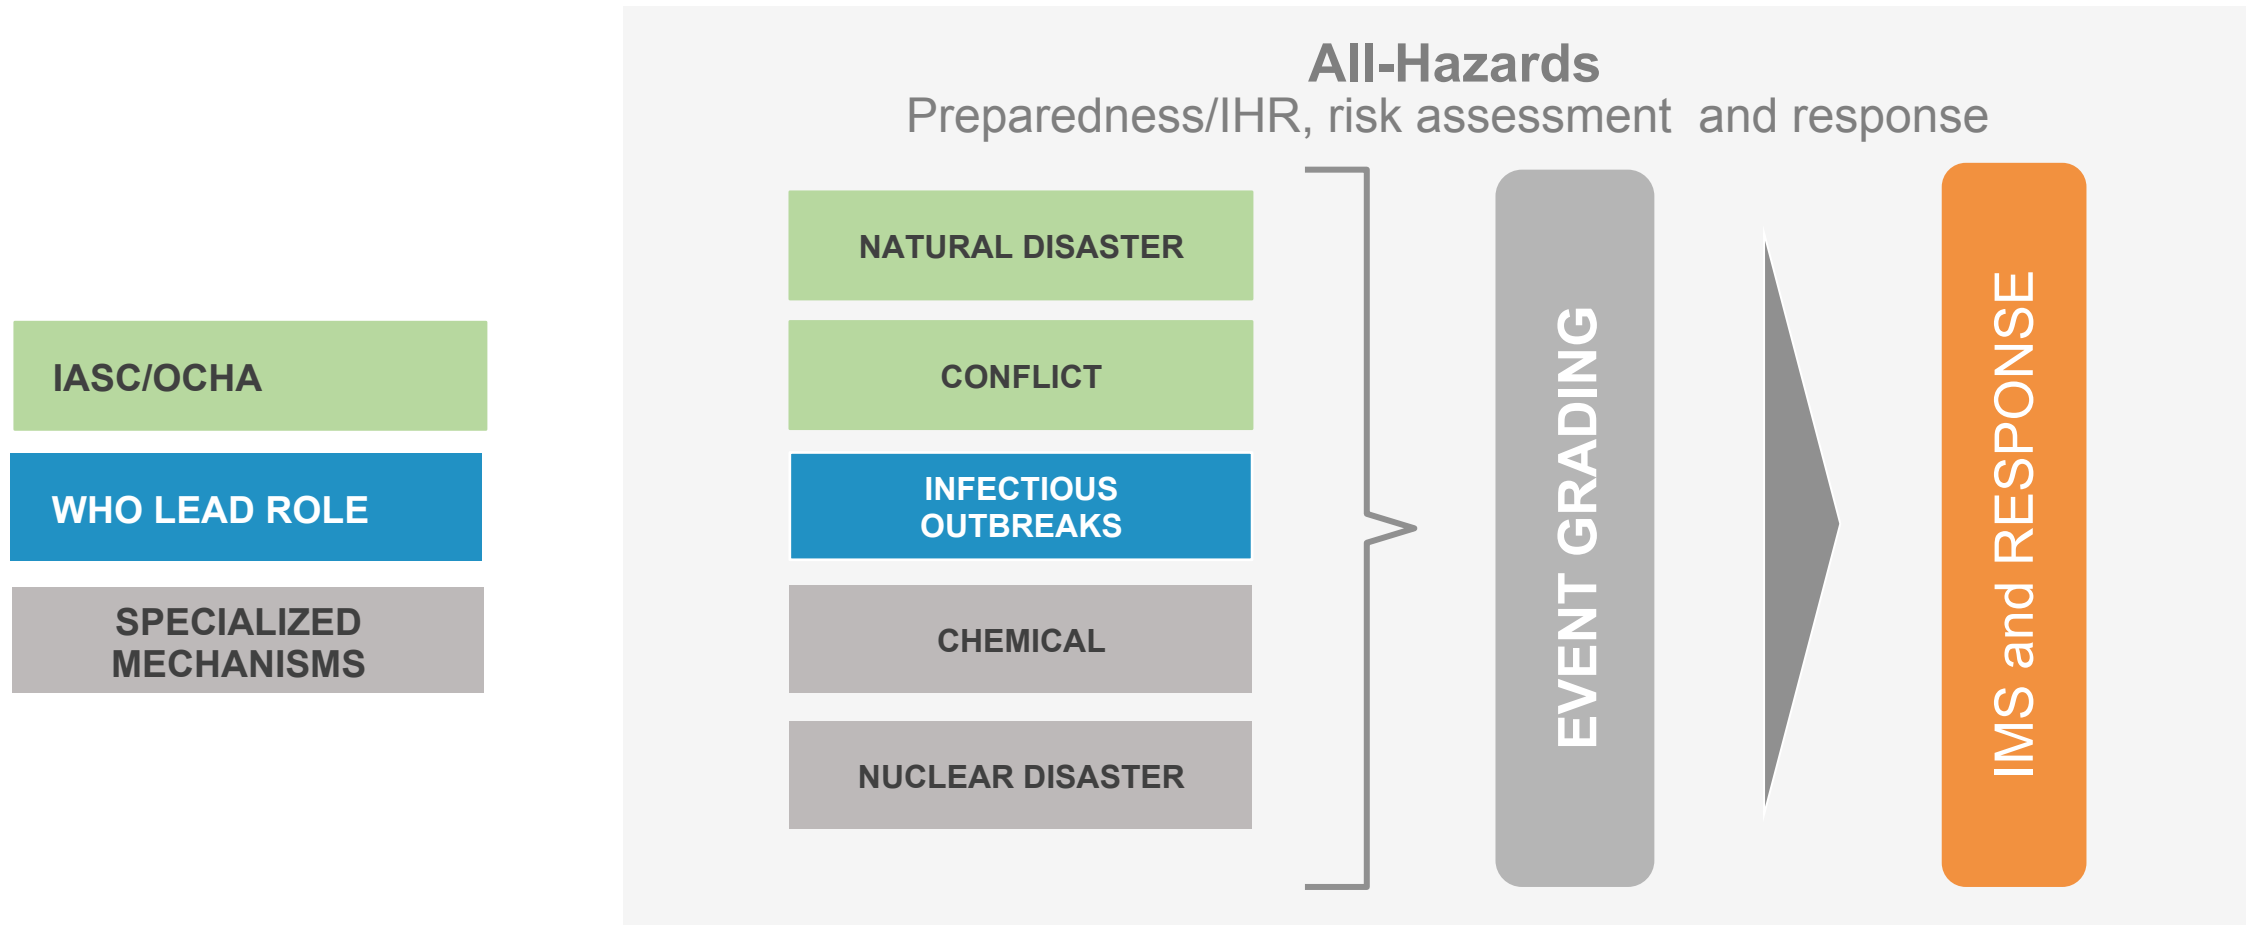 All-Hazards
Preparedness/IHR, risk assessment and response
IASC/OCHA
WHO LEAD ROLE
SPECIALIZED
MECHANISMS
NATURAL DISASTER
CONFLICT
INFECTIOUS
OUTBREAKS
CHEMICAL
NUCLEAR DISASTER
EVENT GRADING
IMS and RESPONSE